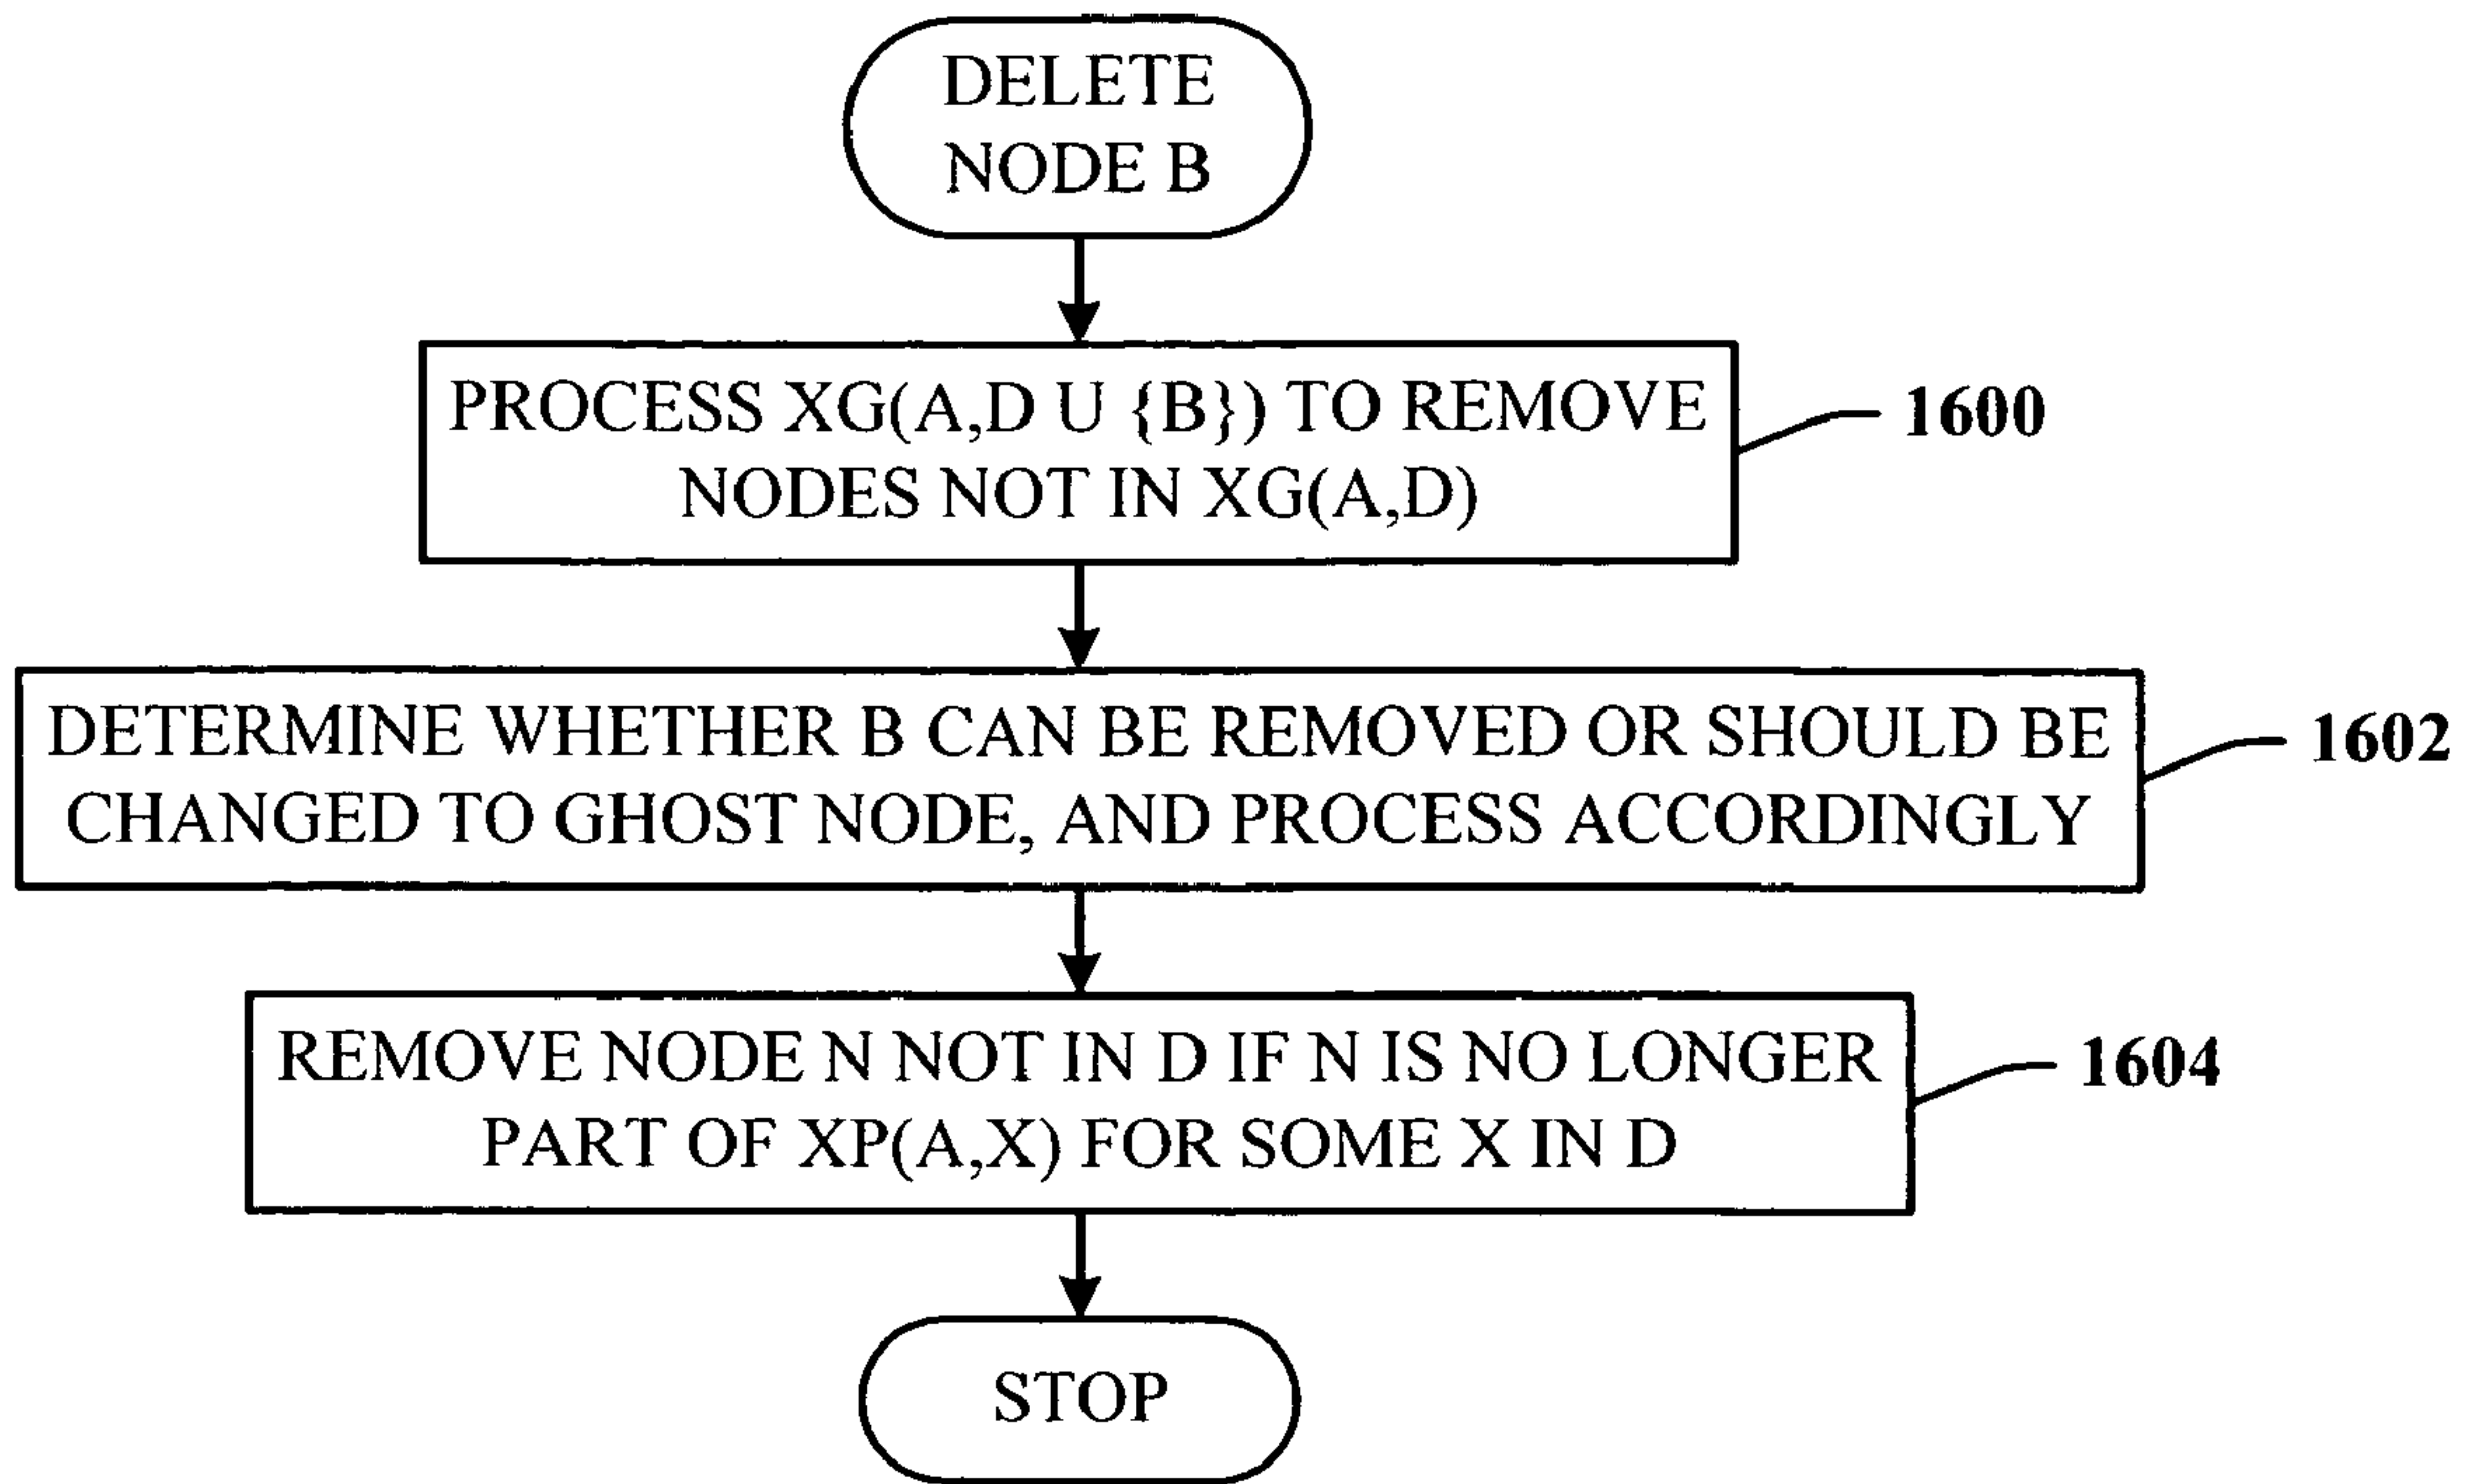 DELETE
NODE B
PROCESS XG(A,D U {B}) TO REMOVE
NODES NOT IN XG(A,D)
1600
DETERMINE WHETHER B CAN BE REMOVED OR SHOULD BE
CHANGED TO GHOST NODE, AND PROCESS ACCORDINGLY
1602
REMOVE NODE N NOT IN D IF N IS NO LONGER
PART OF XP(A,X) FOR SOME X IN D
1604
STOP